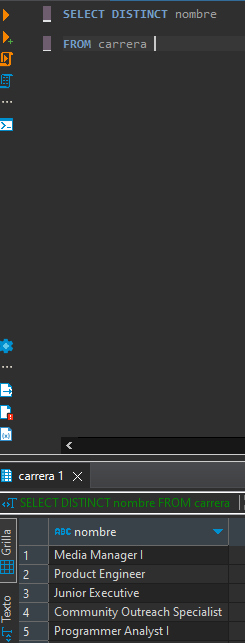 SELECT DISTINCT nombre
FROM carrera
carrera 1
SELECT DISTINCT nombre FROM carrera
Grilla
Texto
ABC nombre
1 Media Manager I
2 Product Engineer
3 Junior Executive
4 Community Outreach Specialist
5 Programmer Analyst I